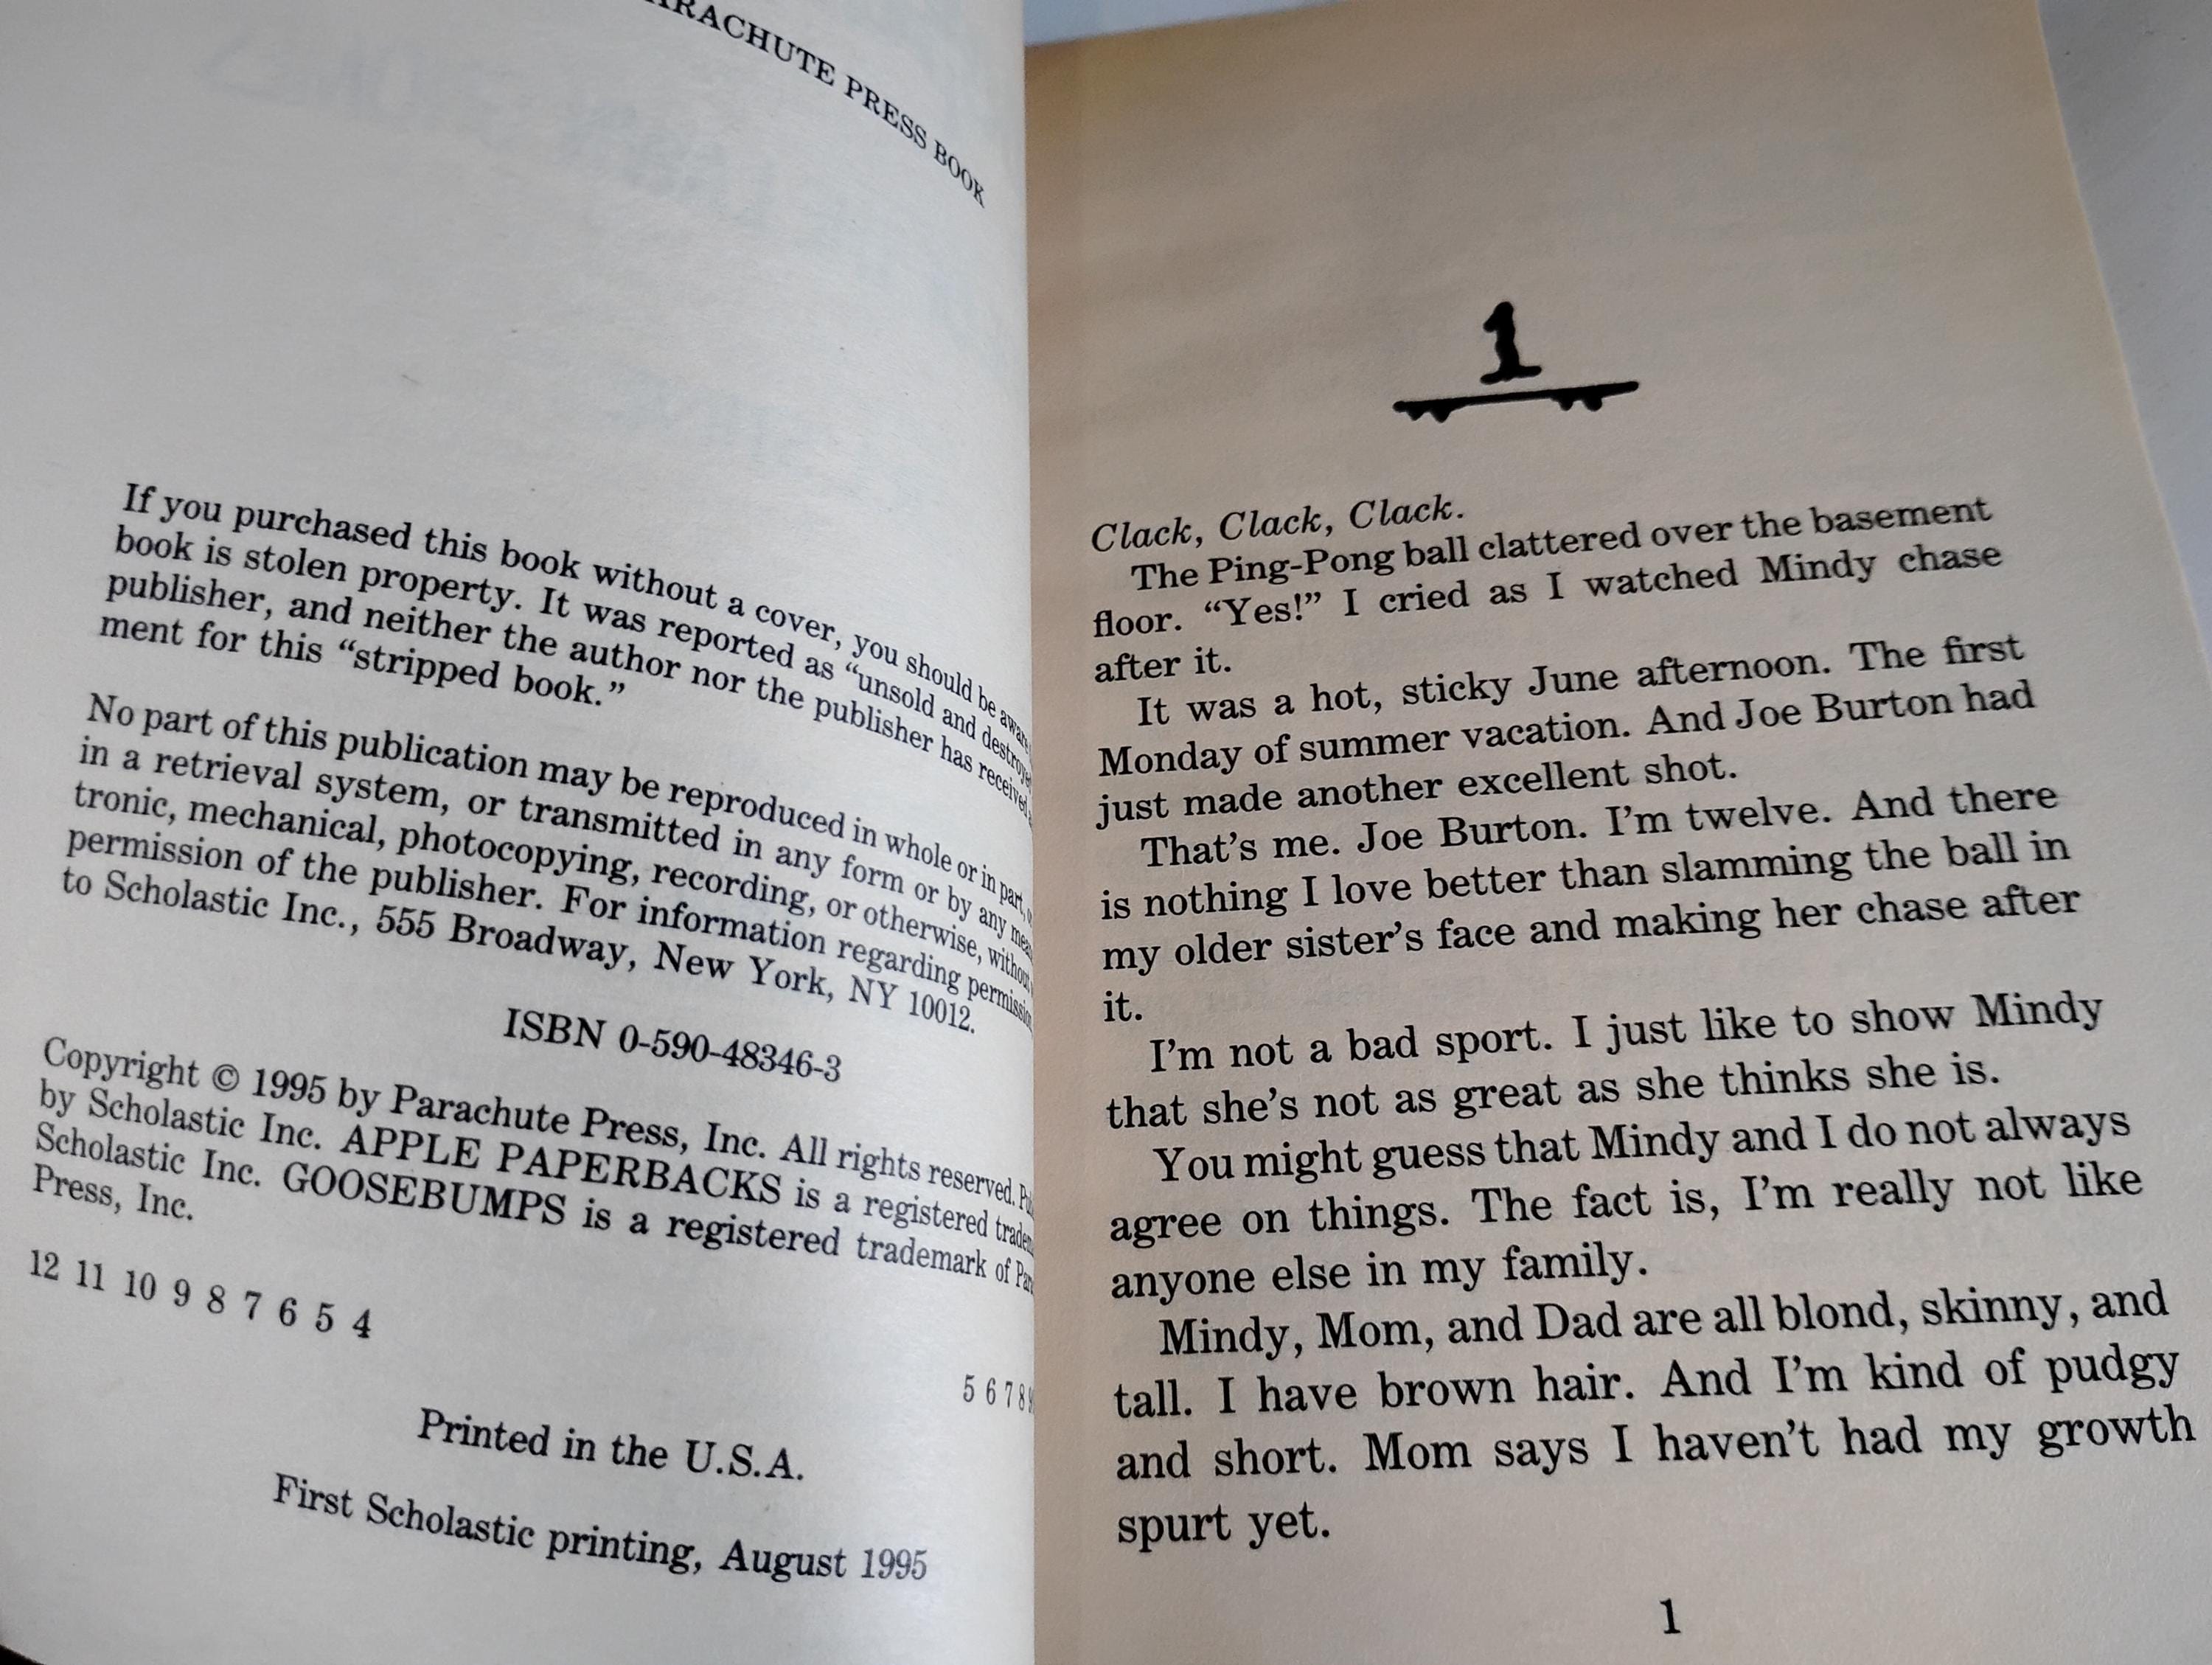 PARACHUTE PRESS BOOK
If you purchased this book without a cover, you should be aware
book is stolen property. It was reported as “unsold and destroyed
publisher, and neither the author nor the publisher has received
ment for this “stripped book.”
No part of this publication may be reproduced in whole or in part,
in a retrieval system, or transmitted in any form or by any
tronic, mechanical, photocopying, recording, or otherwise, without
permission of the publisher. For information regarding
to Scholastic Inc., 555 Broadway, New York, NY 10012.
ISBN 0-590-48346-3
Copyright © 1995 by Parachute Press, Inc. All rights reserved.
by Scholastic Inc. APPLE PAPERBACKS is a registered
Scholastic Inc. GOOSEBUMPS is a registered trademark of
Press, Inc.
12 11 10 9 8 7 6 5 4
5 6 7 8
Printed in the U.S.A.
First Scholastic printing, August 1995
1
Clack, Clack, Clack.
The Ping-Pong ball clattered over the basement
floor. “Yes!” I cried as I watched Mindy chase
after it.
It was a hot, sticky June afternoon. The first
Monday of summer vacation. And Joe Burton had
just made another excellent shot.
That’s me. Joe Burton. I’m twelve. And there
is nothing I love better than slamming the ball in
my older sister’s face and making her chase after
it.
I’m not a bad sport. I just like to show Mindy
that she’s not as great as she thinks she is.
You might guess that Mindy and I do not always
agree on things. The fact is, I’m really not like
anyone else in my family.
Mindy, Mom, and Dad are all blond, skinny, and
tall. I have brown hair. And I’m kind of pudgy
and short. Mom says I haven’t had my growth
spurt yet.
1